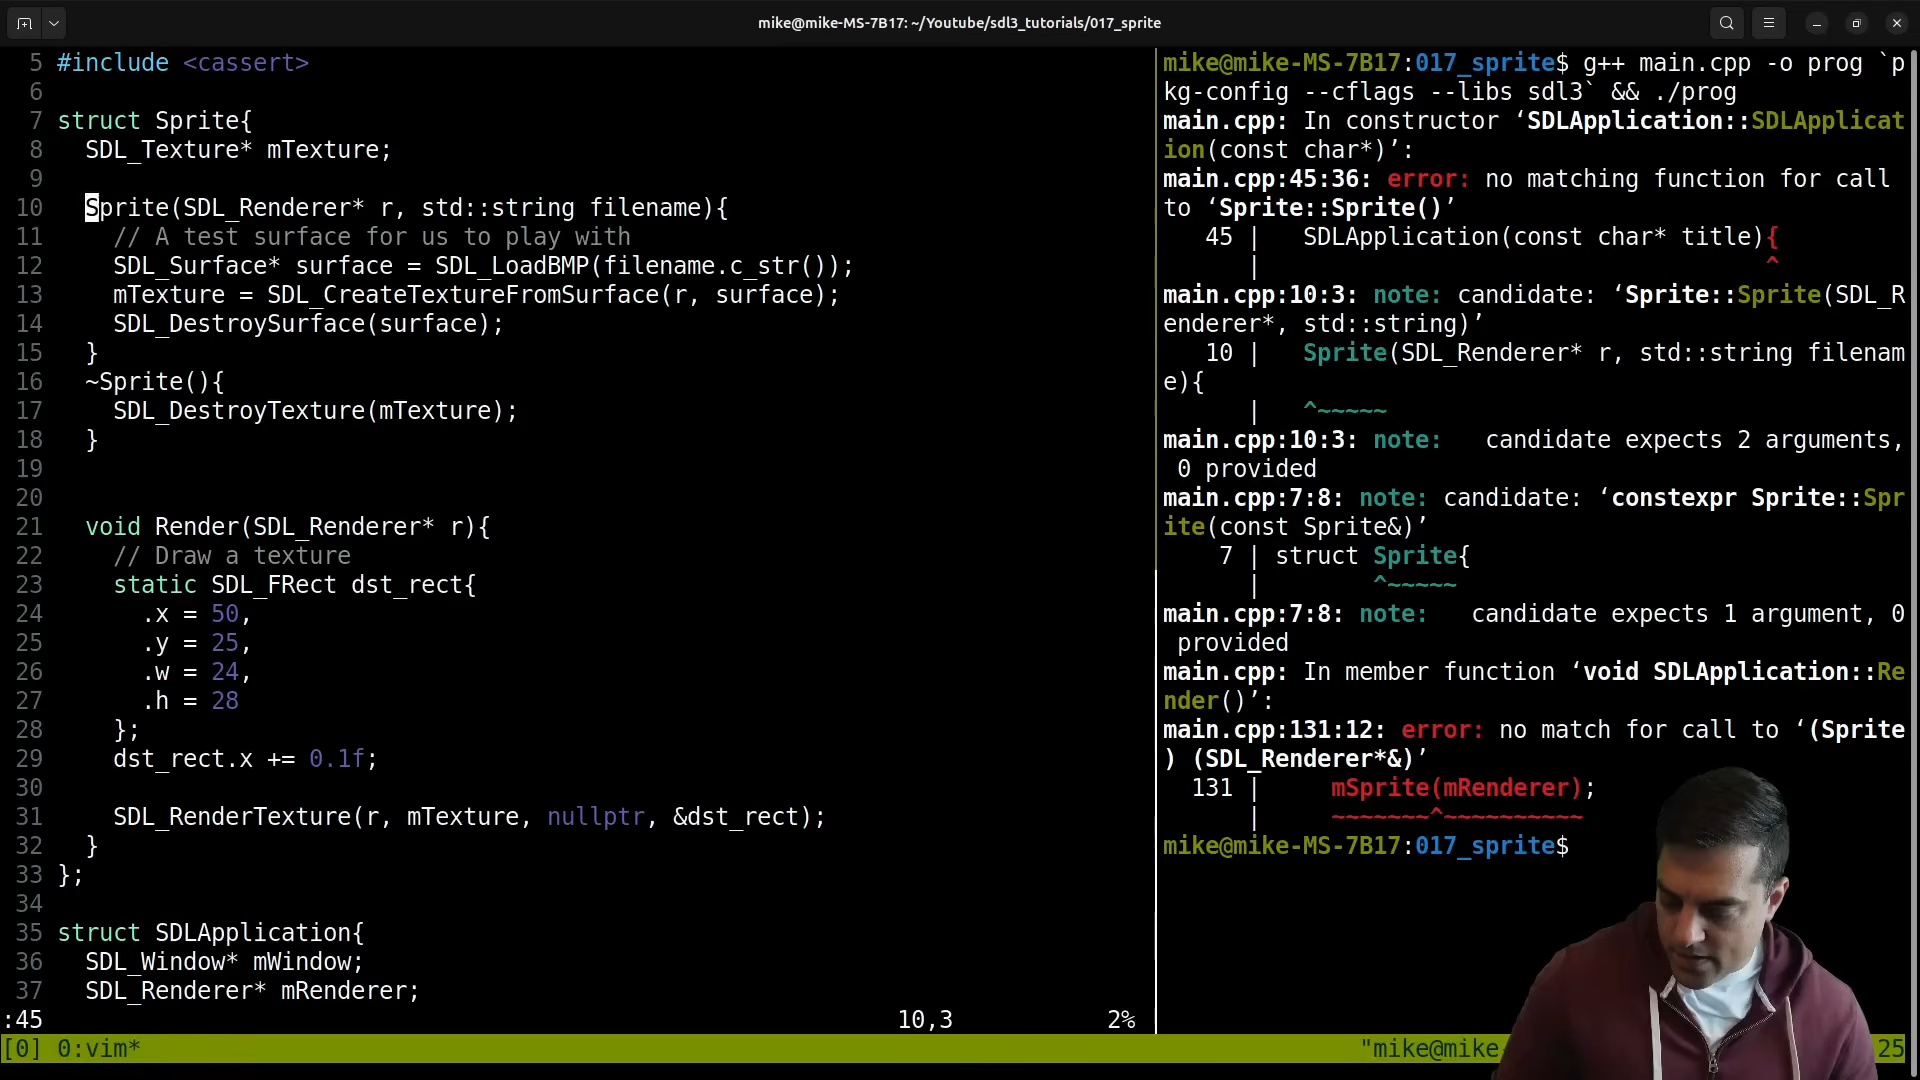 mike@mike-MS-7B17: ~/Youtube/sdl3_tutorials/017_sprite
5 #include <cassert>
6
7 struct Sprite{
8 SDL_Texture* mTexture;
9
10 Sprite(SDL_Renderer* r, std::string filename){
11 // A test surface for us to play with
12 SDL_Surface* surface = SDL_LoadBMP(filename.c_str());
13 mTexture = SDL_CreateTextureFromSurface(r, surface);
14 SDL_DestroySurface(surface);
15 }
16 ~Sprite(){
17 SDL_DestroyTexture(mTexture);
18 }
19
20
21 void Render(SDL_Renderer* r){
22 // Draw a texture
23 static SDL_FRect dst_rect{
24 .x = 50,
25 .y = 25,
26 .w = 24,
27 .h = 28
28 };
29 dst_rect.x += 0.1f;
30
31 SDL_RenderTexture(r, mTexture, nullptr, &dst_rect);
32 }
33 };
34
35 struct SDLApplication{
36 SDL_Window* mWindow;
37 SDL_Renderer* mRenderer;
:45 10,3 2%
mike@mike-MS-7B17:017_sprite$ g++ main.cpp -o prog `p
kg-config --cflags --libs sdl3` && ./prog
main.cpp: In constructor ‘SDLApplication::SDLApplicat
ion(const char*)’:
main.cpp:45:36: error: no matching function for call
to ‘Sprite::Sprite()’
45 | SDLApplication(const char* title){
| ^
main.cpp:10:3: note: candidate: ‘Sprite::Sprite(SDL_R
enderer*, std::string)’
10 | Sprite(SDL_Renderer* r, std::string filenam
e){
| ^~~~~~
main.cpp:10:3: note: candidate expects 2 arguments,
0 provided
main.cpp:7:8: note: candidate: ‘constexpr Sprite::Spr
ite(const Sprite&)’
7 | struct Sprite{
| ^~~~~~
main.cpp:7:8: note: candidate expects 1 argument, 0
provided
main.cpp: In member function ‘void SDLApplication::Re
nder()’:
main.cpp:131:12: error: no match for call to ‘(Sprite
) (SDL_Renderer*&)’
131 | mSprite(mRenderer);
| ~~~~~~~^~~~~~~~~~~
mike@mike-MS-7B17:017_sprite$
[0] 0:vim* "mike@mike- 25